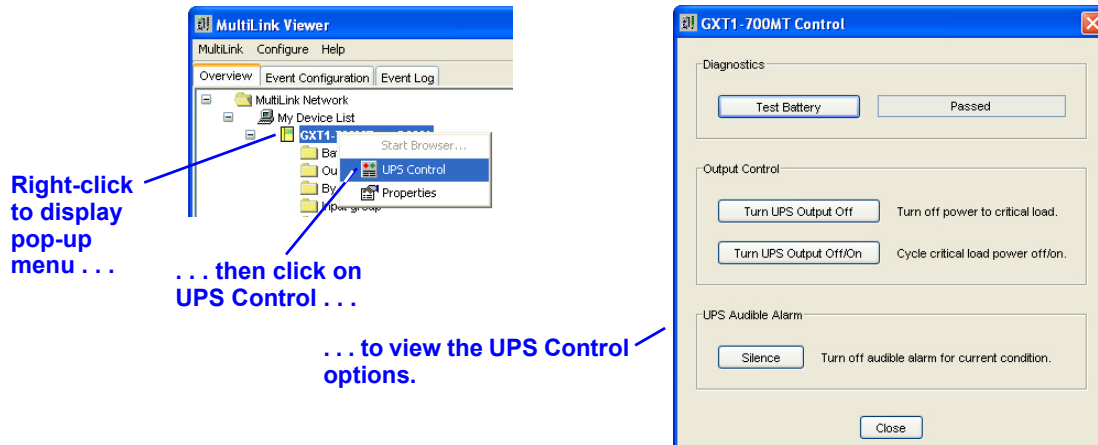 MultiLink Viewer
MultiLink Configure Help
Overview Event Configuration Event Log
MultiLink Network
My Device List
Start Browser...
UPS Control
Properties
Input group
Right-click
to display
pop-up
menu . . .
. . . then click on
UPS Control . . .
. . . to view the UPS Control
options.
GXT1-700MT Control
Diagnostics
Test Battery Passed
Output Control
Turn UPS Output Off Turn off power to critical load.
Turn UPS Output Off/On Cycle critical load power off/on.
UPS Audible Alarm
Silence Turn off audible alarm for current condition.
Close